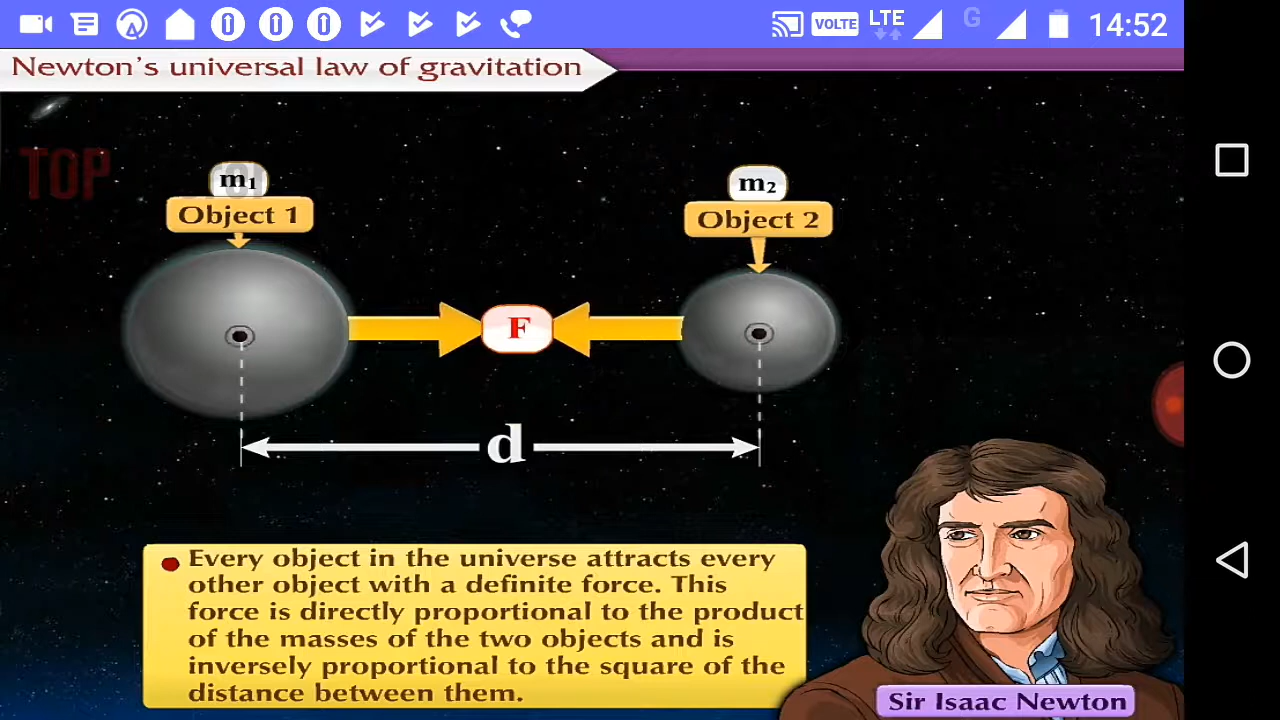 VOLTE LTE G 14:52
Newton's universal law of gravitation
TOP
m₁
m₂
Object 1
Object 2
F
d
Every object in the universe attracts every
other object with a definite force. This
force is directly proportional to the product
of the masses of the two objects and is
inversely proportional to the square of the
distance between them.
Sir Isaac Newton